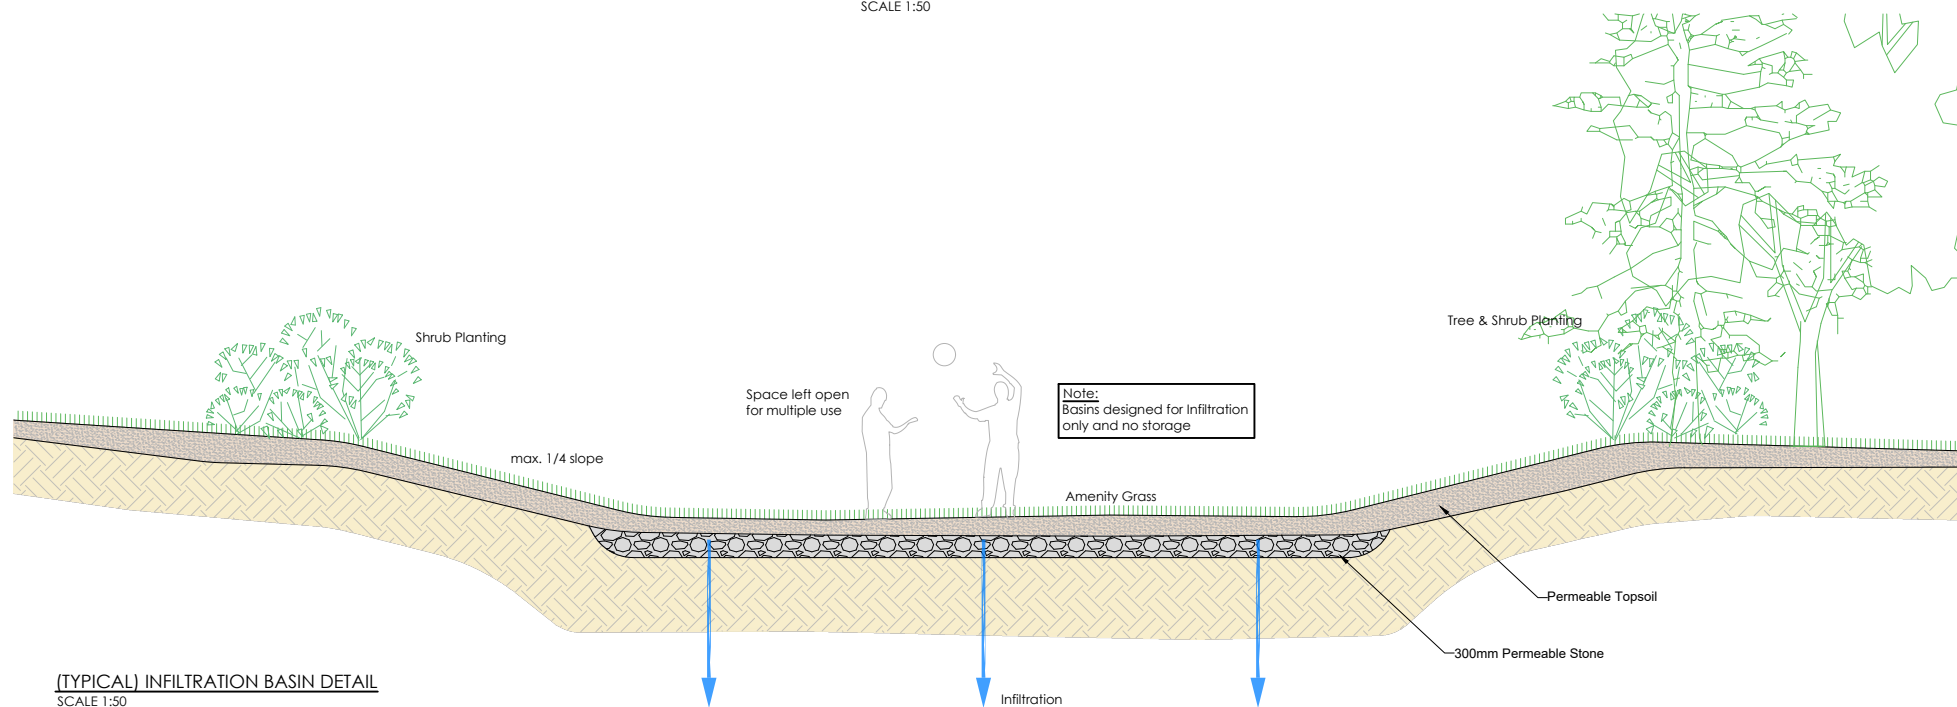 SCALE 1:50
Shrub Planting
Tree & Shrub Planting
Space left open
for multiple use
Note:
Basins designed for Infiltration
only and no storage
max. 1/4 slope
Amenity Grass
Permeable Topsoil
300mm Permeable Stone
(TYPICAL) INFILTRATION BASIN DETAIL
SCALE 1:50
Infiltration